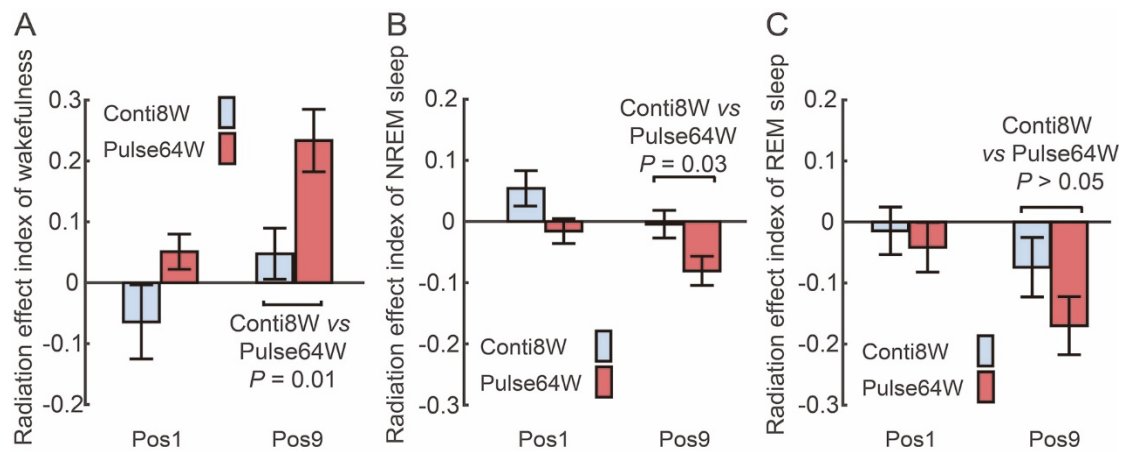 A
Radiation effect index of wakefulness
0.3
0.2
0.1
0
-0.1
-0.2
Conti8W
Pulse64W
Conti8W vs
Pulse64W
P = 0.01
Pos1
Pos9
B
Radiation effect index of NREM sleep
0.2
0.1
0
-0.1
-0.2
-0.3
Conti8W vs
Pulse64W
P = 0.03
Conti8W
Pulse64W
Pos1
Pos9
C
Radiation effect index of REM sleep
0.2
0.1
0
-0.1
-0.2
-0.3
Conti8W
vs Pulse64W
P > 0.05
Conti8W
Pulse64W
Pos1
Pos9